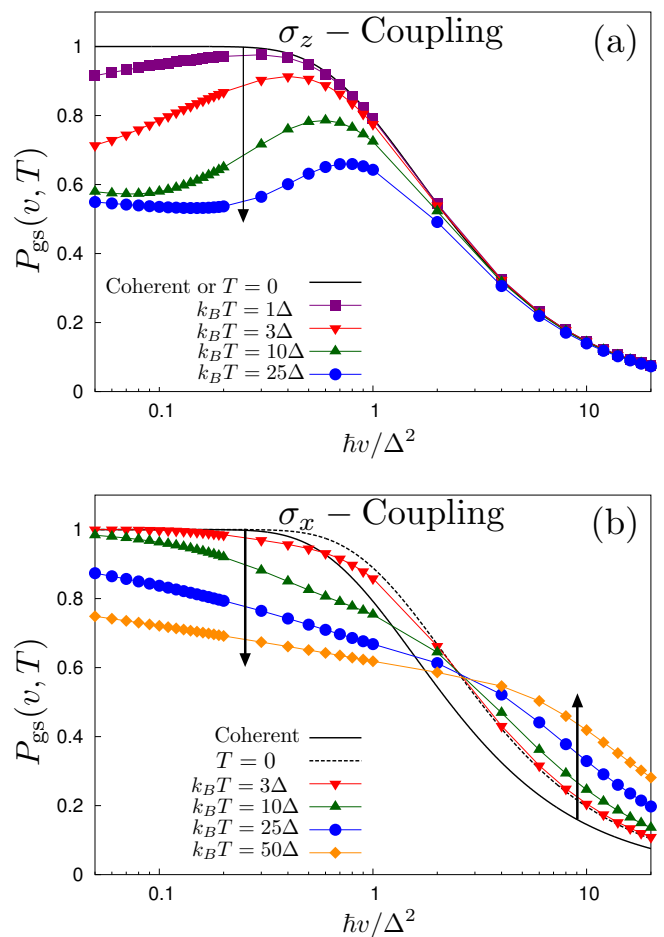 σz − Coupling
(a)
1
0.8
0.6
0.4
0.2
0
Pgs(v, T)
Coherent or T = 0
kBT = 1Δ
kBT = 3Δ
kBT = 10Δ
kBT = 25Δ
0.1 1 10
ħv/Δ²
σx − Coupling
(b)
1
0.8
0.6
0.4
0.2
0
Pgs(v, T)
Coherent
T = 0
kBT = 3Δ
kBT = 10Δ
kBT = 25Δ
kBT = 50Δ
0.1 1 10
ħv/Δ²